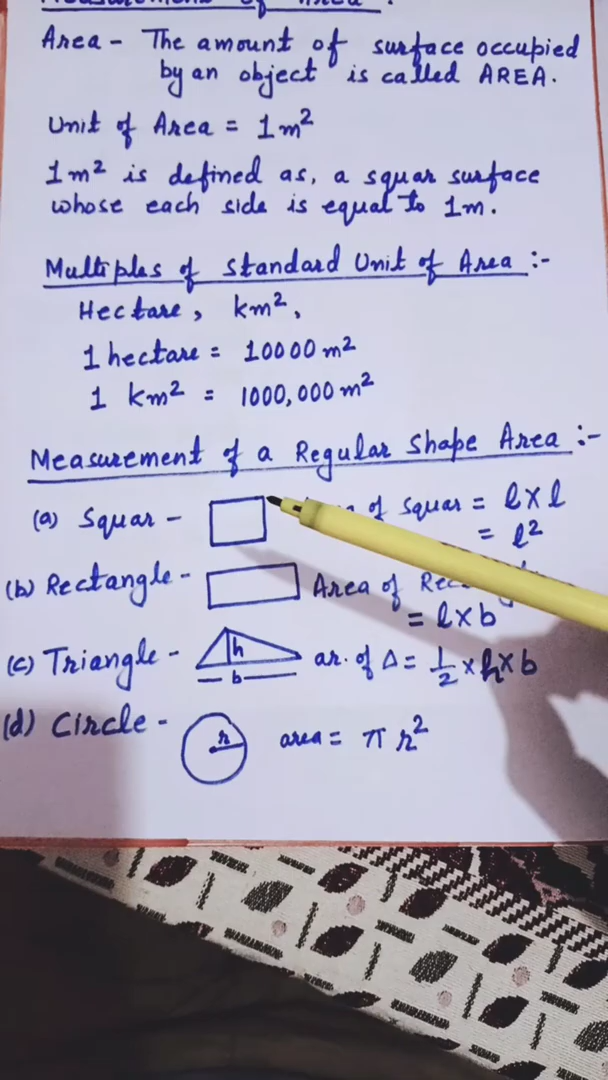 Measurement of Area :
Area - The amount of surface occupied
by an object is called AREA.
Unit of Area = 1m²
1m² is defined as, a squar surface
whose each side is equal to 1m.
Multiples of Standard Unit of Area :-
Hectare, km²,
1 hectare = 10000 m²
1 km² = 1000,000 m²
Measurement of a Regular Shape Area :-
(a) Squar - of Squar = l×l
= l²
(b) Rectangle - Area of
= l×b
(c) Triangle - h b ar. of Δ = 1/2 × h × b
(d) Circle - r area = π r²